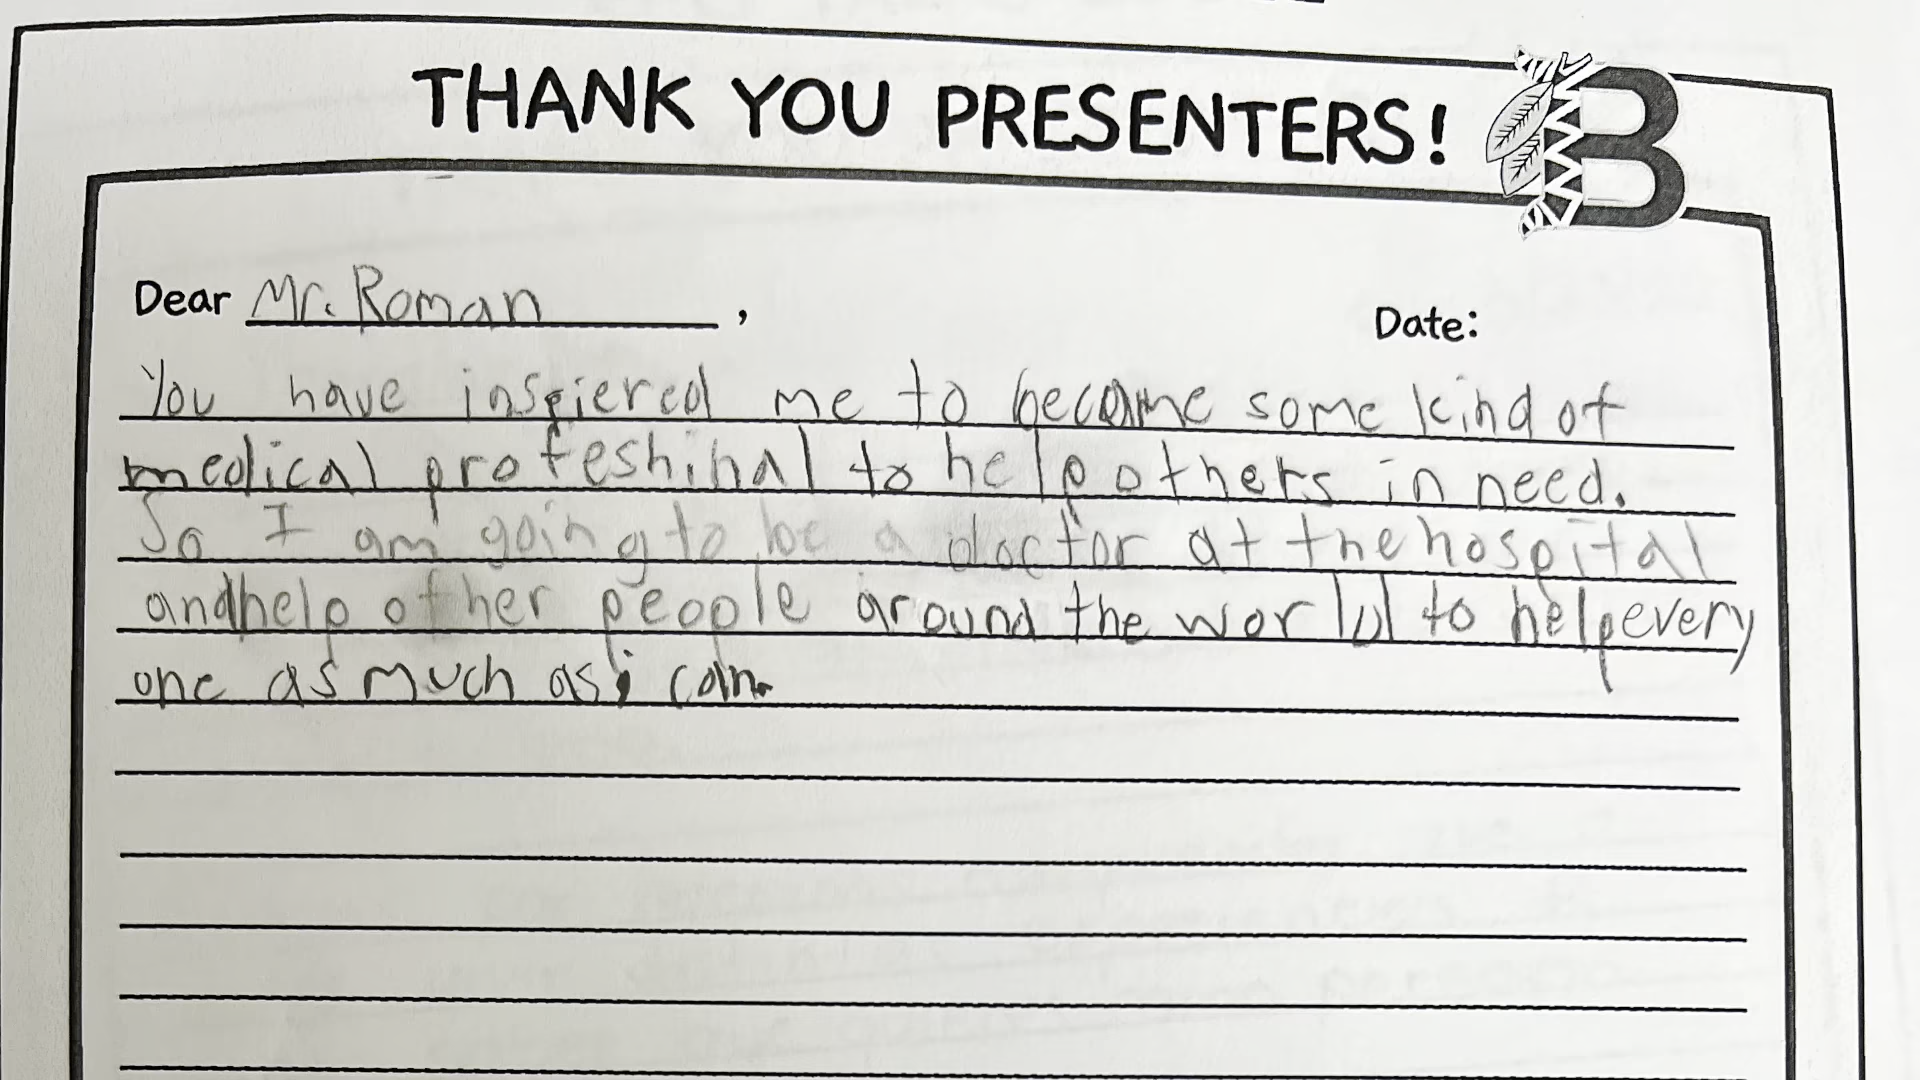 THANK YOU PRESENTERS! B
Dear Mr. Roman , Date:
You have inspiered me to become some kind of
medical profeshinal to help others in need.
So I am going to be a doctor at the hospital
and help other people around the world to help every
one as much as i can.